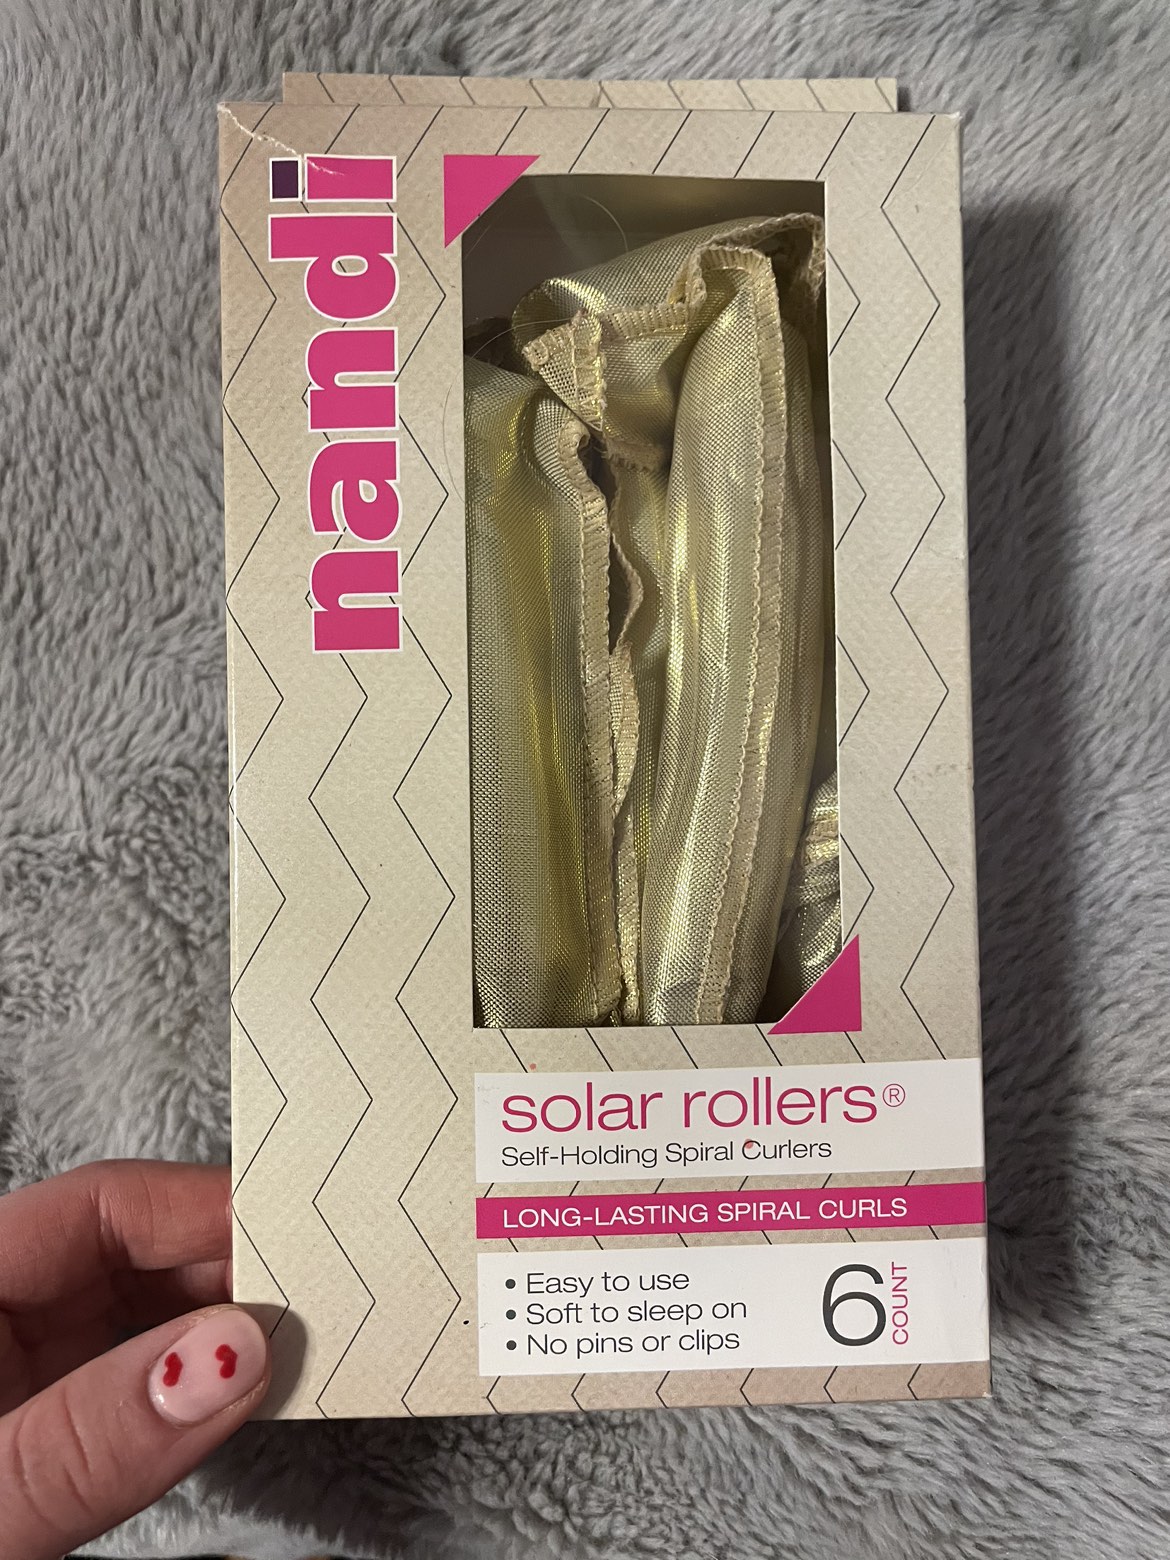 nandi
solar rollers®
Self-Holding Spiral Curlers
LONG-LASTING SPIRAL CURLS
• Easy to use
• Soft to sleep on
• No pins or clips
6
COUNT